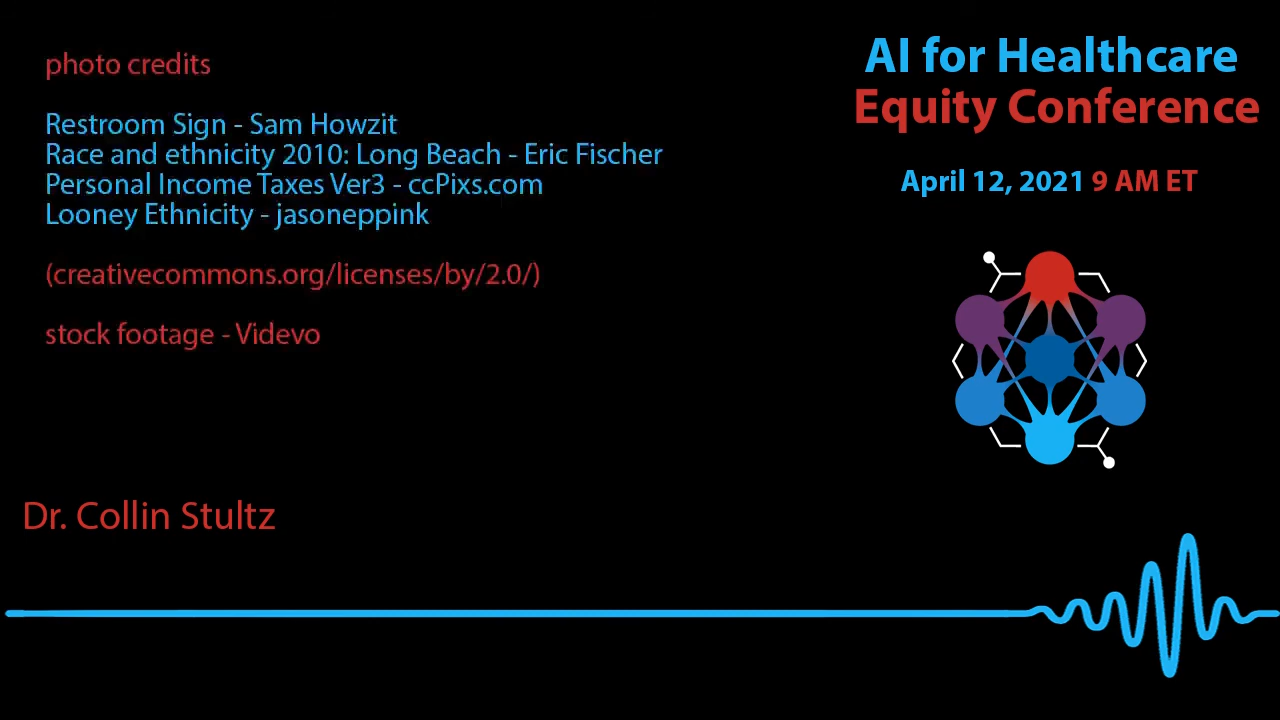 photo credits
Restroom Sign - Sam Howzit
Race and ethnicity 2010: Long Beach - Eric Fischer
Personal Income Taxes Ver3 - ccPixs.com
Looney Ethnicity - jasoneppink
(creativecommons.org/licenses/by/2.0/)
stock footage - Videvo
Dr. Collin Stultz
AI for Healthcare
Equity Conference
April 12, 2021 9 AM ET